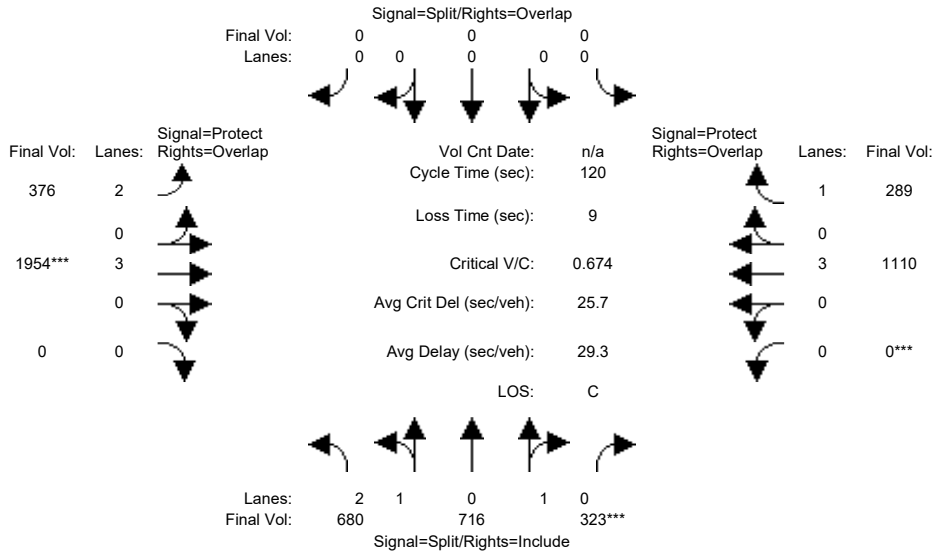 Signal=Split/Rights=Overlap
Final Vol: 0 0 0
Lanes: 0 0 0 0 0
Signal=Protect Signal=Protect
Final Vol: Lanes: Rights=Overlap Vol Cnt Date: n/a Rights=Overlap Lanes: Final Vol:
Cycle Time (sec): 120
376 2 1 289
Loss Time (sec): 9
0 0
1954*** 3 Critical V/C: 0.674 3 1110
0 Avg Crit Del (sec/veh): 25.7 0
0 0 Avg Delay (sec/veh): 29.3 0 0***
LOS: C
Lanes: 2 1 0 1 0
Final Vol: 680 716 323***
Signal=Split/Rights=Include